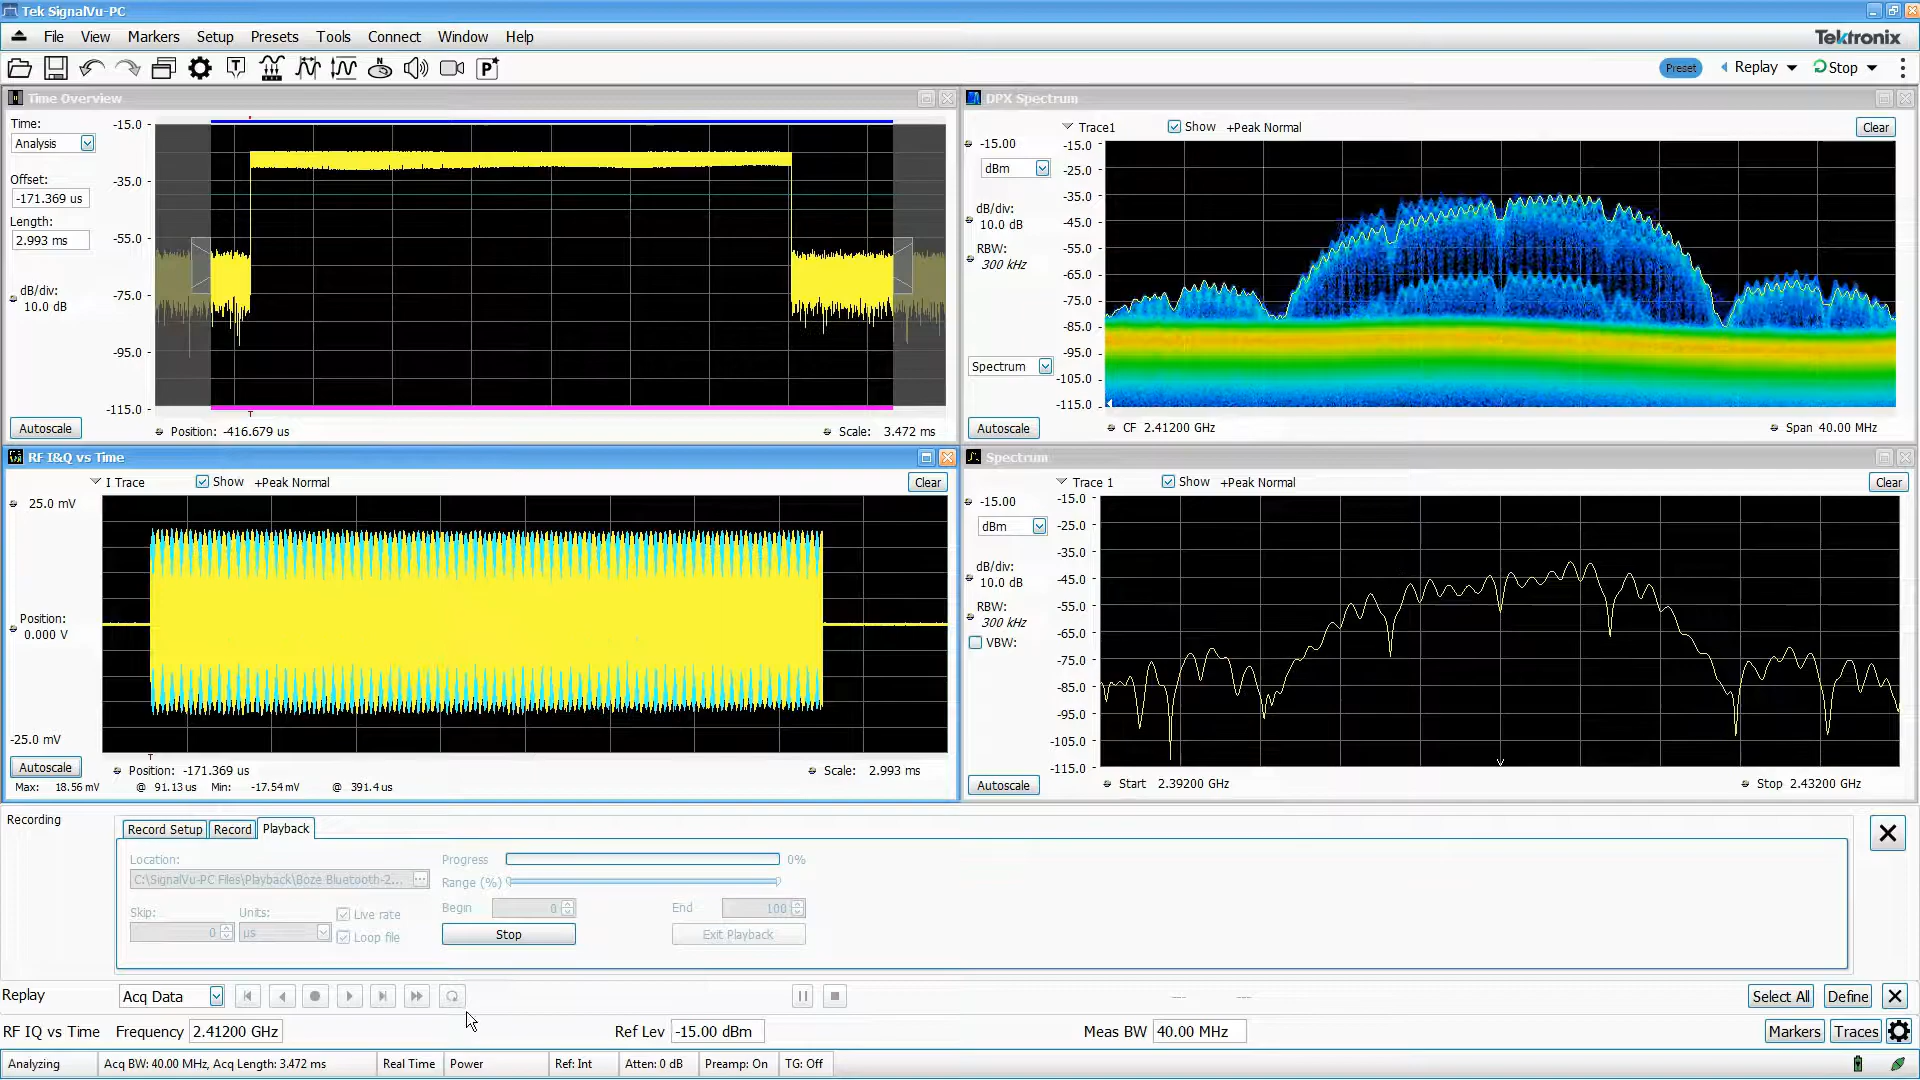 Tek SignalVu-PC
File View Markers Setup Presets Tools Connect Window Help
Tektronix
Preset Replay Stop
Time Overview
Time:
Analysis
Offset:
-171.369 us
Length:
2.993 ms
dB/div:
10.0 dB
-15.0
-35.0
-55.0
-75.0
-95.0
-115.0
T
Autoscale
Position: -416.679 us
Scale: 3.472 ms
DPX Spectrum
Trace1 Show +Peak Normal Clear
-15.00
dBm
dB/div:
10.0 dB
RBW:
300 kHz
Spectrum
-15.0
-25.0
-35.0
-45.0
-55.0
-65.0
-75.0
-85.0
-95.0
-105.0
-115.0
Autoscale
CF 2.41200 GHz
Span 40.00 MHz
RF I&Q vs Time
I Trace Show +Peak Normal Clear
25.0 mV
Position:
0.000 V
-25.0 mV
T
Autoscale
Position: -171.369 us
Scale: 2.993 ms
Max: 18.56 mV @ 91.13 us Min: -17.54 mV @ 391.4 us
Spectrum
Trace 1 Show +Peak Normal Clear
-15.00
dBm
dB/div:
10.0 dB
RBW:
300 kHz
VBW:
-15.0
-25.0
-35.0
-45.0
-55.0
-65.0
-75.0
-85.0
-95.0
-105.0
-115.0
Autoscale
Start 2.39200 GHz
Stop 2.43200 GHz
Recording
Record Setup Record Playback
Location:
C:\SignalVu-PC Files\Playback\Boze Bluetooth-2... ...
Skip: Units:
0 us
Live rate
Loop file
Progress 0%
Range (%)
Begin 0 End 100
Stop Exit Playback
Replay Acq Data Select All Define
RF IQ vs Time Frequency 2.41200 GHz Ref Lev -15.00 dBm Meas BW 40.00 MHz Markers Traces
Analyzing Acq BW: 40.00 MHz, Acq Length: 3.472 ms Real Time Power Ref: Int Atten: 0 dB Preamp: On TG: Off